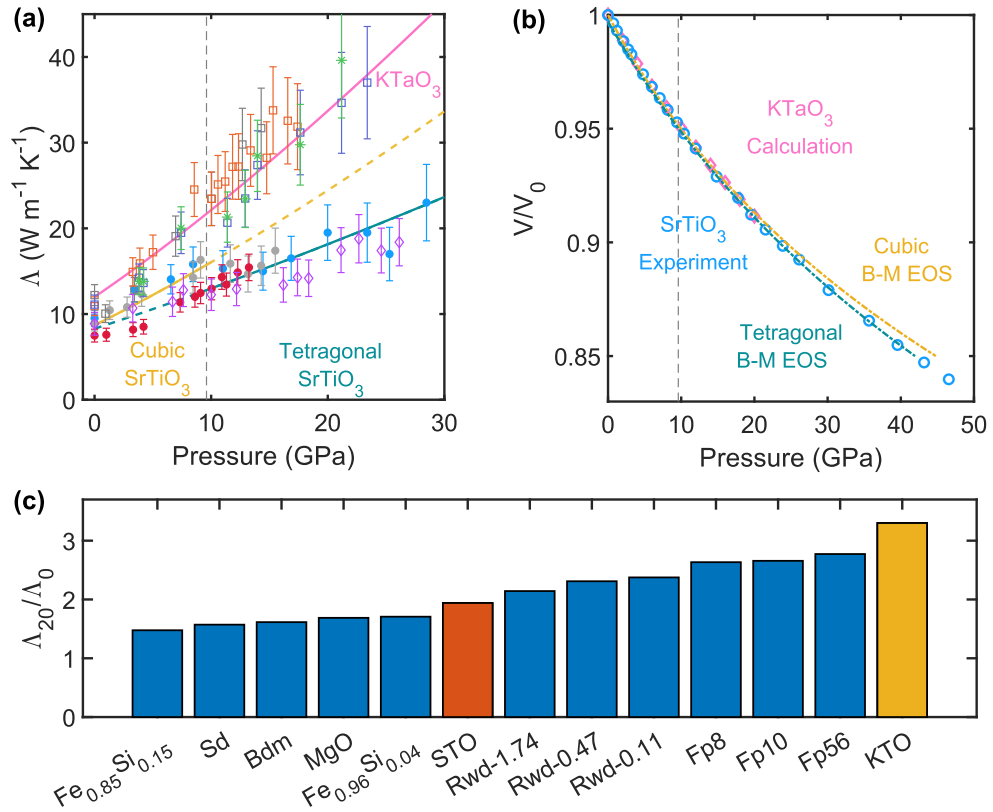 (a)
45
40
30
20
10
0
Λ (W m⁻¹ K⁻¹)
KTaO₃
Cubic
SrTiO₃
Tetragonal
SrTiO₃
0
10
20
30
Pressure (GPa)
(b)
1
0.95
0.9
0.85
V/V₀
KTaO₃
Calculation
SrTiO₃
Experiment
Cubic
B-M EOS
Tetragonal
B-M EOS
0
10
20
30
40
50
Pressure (GPa)
(c)
3
2
1
0
Λ₂₀/Λ₀
Fe₀.₈₅Si₀.₁₅
Sd
Bdm
MgO
Fe₀.₉₆Si₀.₀₄
STO
Rwd-1.74
Rwd-0.47
Rwd-0.11
Fp8
Fp10
Fp56
KTO